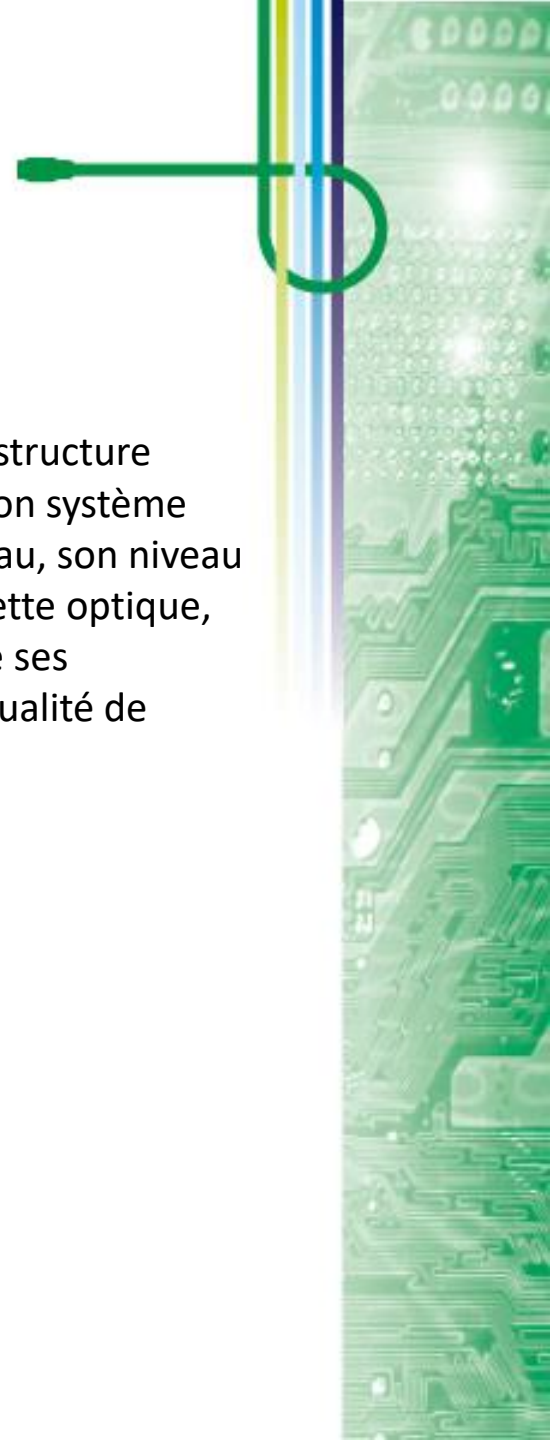 structure
on système
au, son niveau
ette optique,
e ses
ualité de